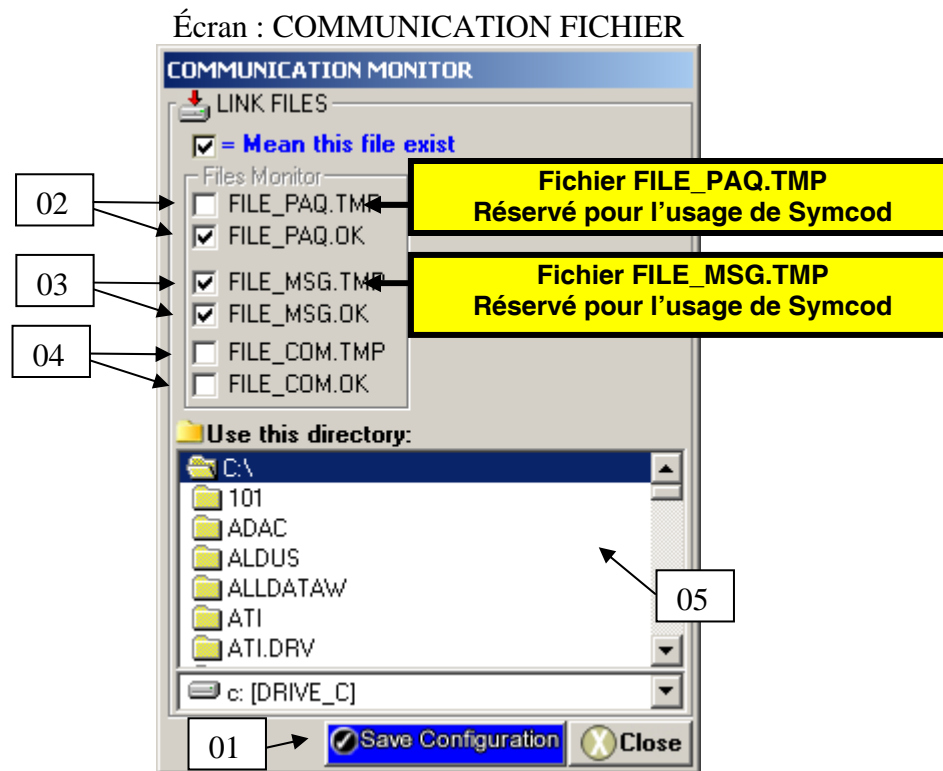 Écran : COMMUNICATION FICHIER
COMMUNICATION MONITOR
LINK FILES
= Mean this file exist
Files Monitor
02
FILE_PAQ.TMP
Fichier FILE_PAQ.TMP
Réservé pour l'usage de Symcod
FILE_PAQ.OK
03
FILE_MSG.TMP
Fichier FILE_MSG.TMP
Réservé pour l'usage de Symcod
FILE_MSG.OK
04
FILE_COM.TMP
FILE_COM.OK
Use this directory:
C:\
101
ADAC
ALDUS
ALLDATAW
ATI
ATI.DRV
05
c: [DRIVE_C]
01
Save Configuration
Close